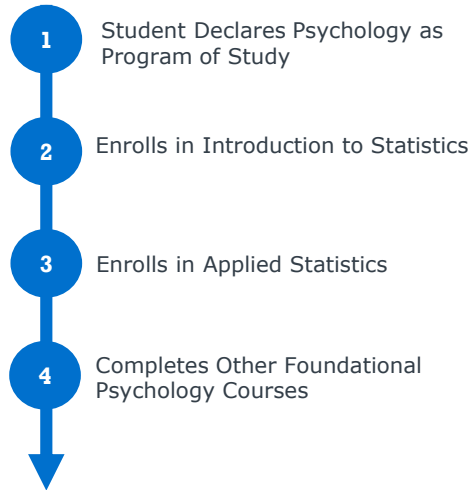 1
Student Declares Psychology as
Program of Study
2
Enrolls in Introduction to Statistics
3
Enrolls in Applied Statistics
4
Completes Other Foundational
Psychology Courses